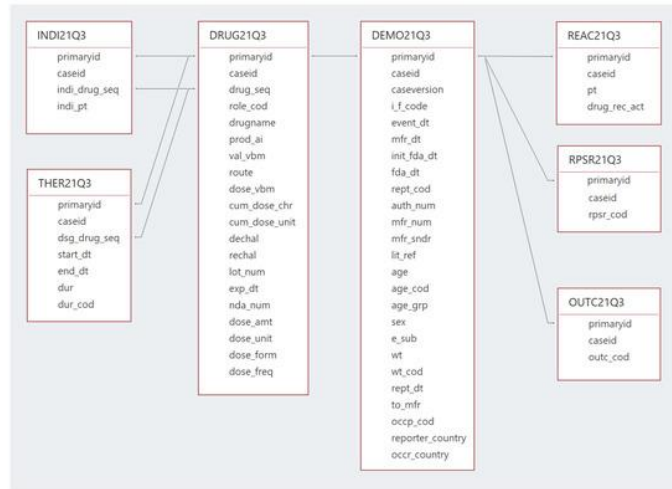 INDI21Q3
primaryid
caseid
indi_drug_seq
indi_pt
THER21Q3
primaryid
caseid
dsg_drug_seq
start_dt
end_dt
dur
dur_cod
DRUG21Q3
primaryid
caseid
drug_seq
role_cod
drugname
prod_ai
val_vbm
route
dose_vbm
cum_dose_chr
cum_dose_unit
dechal
rechal
lot_num
exp_dt
nda_num
dose_amt
dose_unit
dose_form
dose_freq
DEMO21Q3
primaryid
caseid
caseversion
i_f_code
event_dt
mfr_dt
init_fda_dt
fda_dt
rept_cod
auth_num
mfr_num
mfr_sndr
lit_ref
age
age_cod
age_grp
sex
e_sub
wt
wt_cod
rept_dt
to_mfr
occp_cod
reporter_country
occr_country
REAC21Q3
primaryid
caseid
pt
drug_rec_act
RPSR21Q3
primaryid
caseid
rpsr_cod
OUTC21Q3
primaryid
caseid
outc_cod